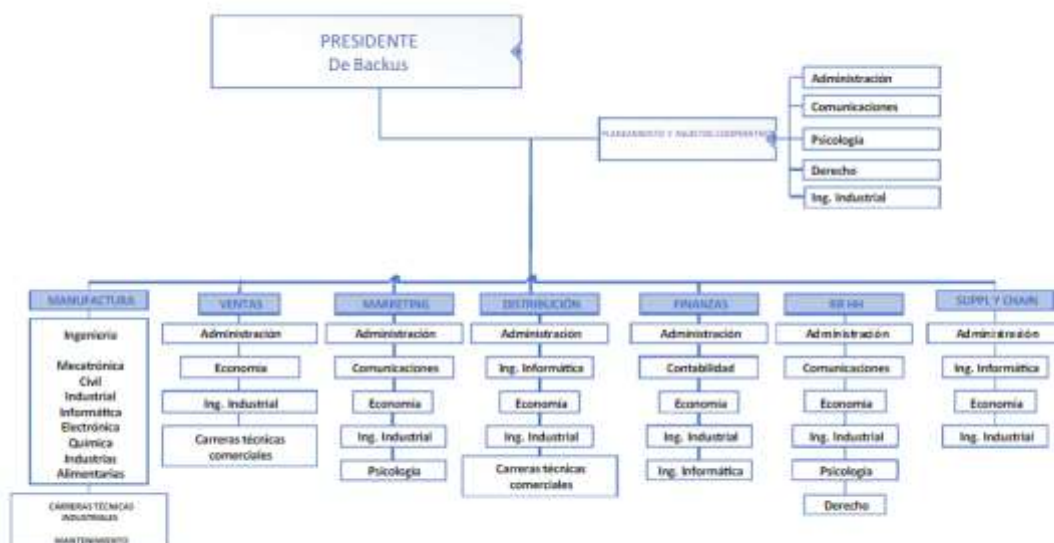 PRESIDENTE
De Backus
PLANEAMIENTO Y ASUNTOS
Administración
Comunicaciones
Psicología
Derecho
Ing. Industrial
MANUFACTURA
Ingeniería
Mecatrónica
Civil
Industrial
Informática
Electrónica
Química
Industrias
Alimentarias
CARRERAS TÉCNICAS
INDUSTRIALES
MANTENIMIENTO
VENTAS
Administración
Economía
Ing. Industrial
Carreras técnicas
comerciales
MARKETING
Administración
Comunicaciones
Economía
Ing. Industrial
Psicología
DISTRIBUCIÓN
Administración
Ing. Informática
Economía
Ing. Industrial
Carreras técnicas
comerciales
FINANZAS
Administración
Contabilidad
Economía
Ing. Industrial
Ing. Informática
RR HH
Administración
Comunicaciones
Economía
Ing. Industrial
Psicología
Derecho
SUPPLY CHAIN
Administración
Ing. Informática
Economía
Ing. Industrial